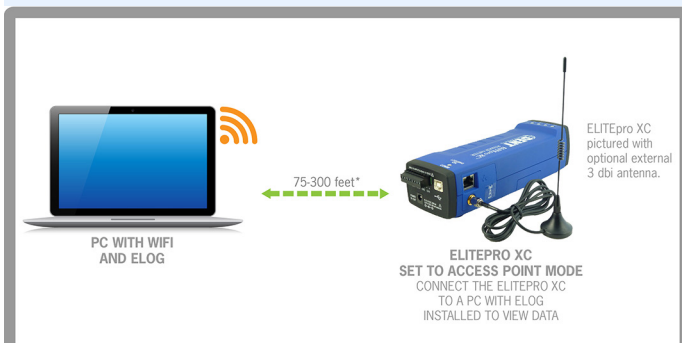 75-300 feet*
PC WITH WIFI
AND ELOG
ELITEpro XC
pictured with
optional external
3 dbi antenna.
ELITEPRO XC
SET TO ACCESS POINT MODE
CONNECT THE ELITEPRO XC
TO A PC WITH ELOG
INSTALLED TO VIEW DATA
DENT